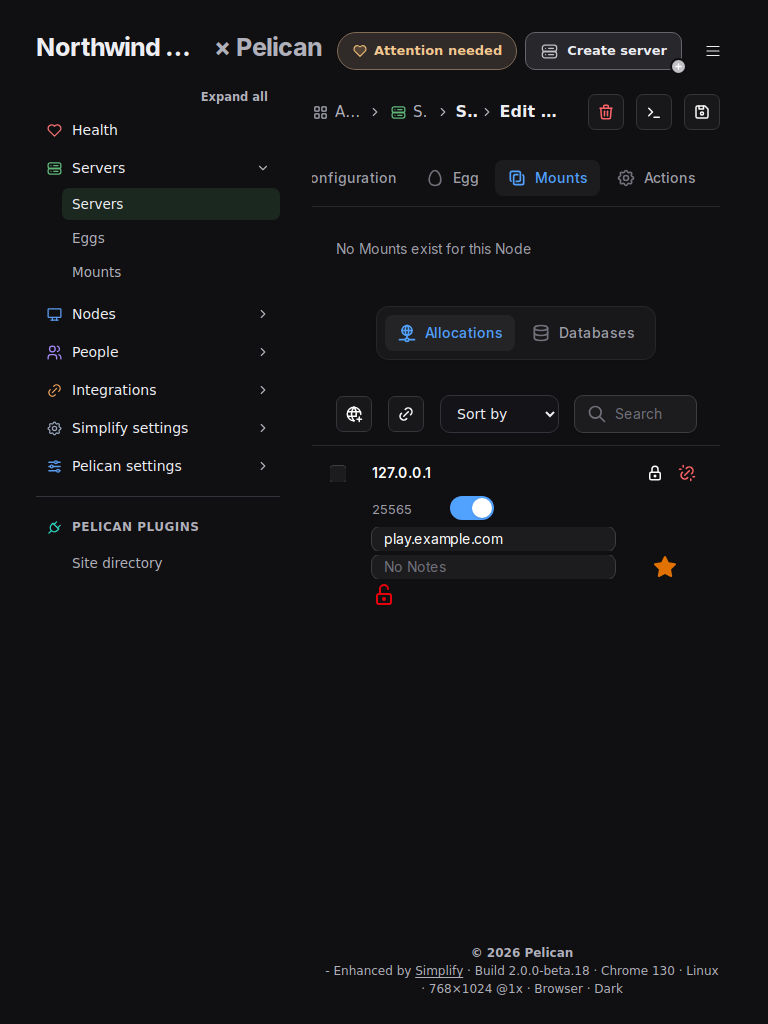 Northwind ... × Pelican
Attention needed
Create server
Expand all
A... > S. > S.. > Edit ...
Health
Servers
Servers
Eggs
Mounts
Nodes
People
Integrations
Simplify settings
Pelican settings
PELICAN PLUGINS
Site directory
onfiguration Egg Mounts Actions
No Mounts exist for this Node
Allocations Databases
Sort by Search
127.0.0.1
25565
play.example.com
No Notes
© 2026 Pelican
- Enhanced by Simplify · Build 2.0.0-beta.18 · Chrome 130 · Linux
· 768×1024 @1x · Browser · Dark